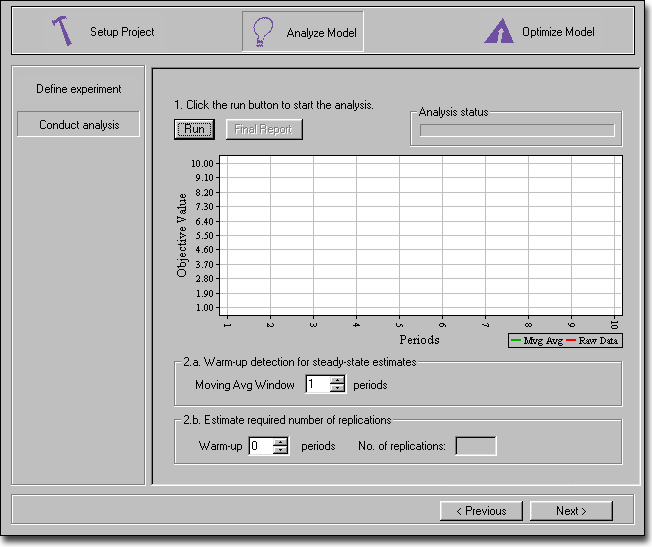 Setup Project
Analyze Model
Optimize Model
Define experiment
Conduct analysis
1. Click the run button to start the analysis.
Run
Final Report
Analysis status
Objective Value
10.00
9.10
8.20
7.30
6.40
5.50
4.60
3.70
2.80
1.90
1.00
1 2 3 4 5 6 7 8 9 10
Periods
Mvg Avg Raw Data
2.a. Warm-up detection for steady-state estimates
Moving Avg Window 1 periods
2.b. Estimate required number of replications
Warm-up 0 periods No. of replications:
< Previous Next >